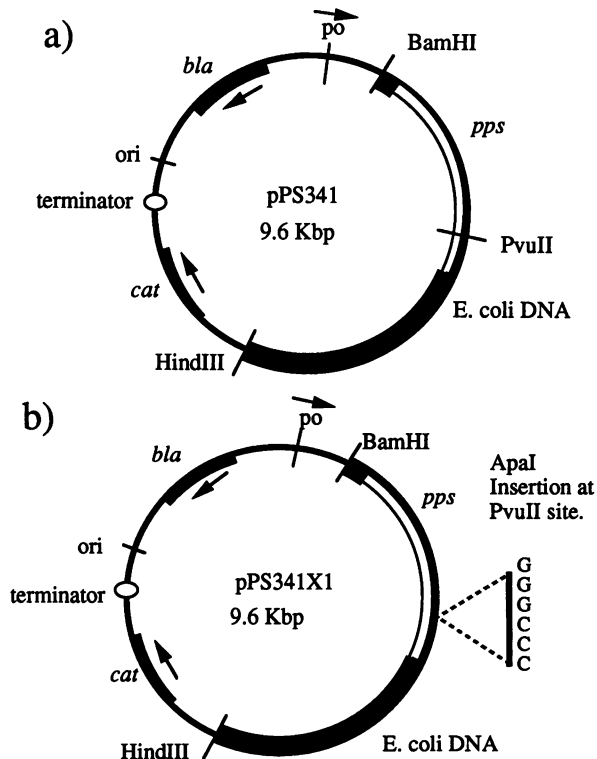 a)
po
BamHI
bla
pps
ori
terminator
pPS341
9.6 Kbp
PvuII
cat
E. coli DNA
HindIII
b)
po
BamHI
bla
pps
ApaI
Insertion at
PvuII site.
ori
terminator
pPS341X1
9.6 Kbp
G
G
G
C
C
C
cat
E. coli DNA
HindIII